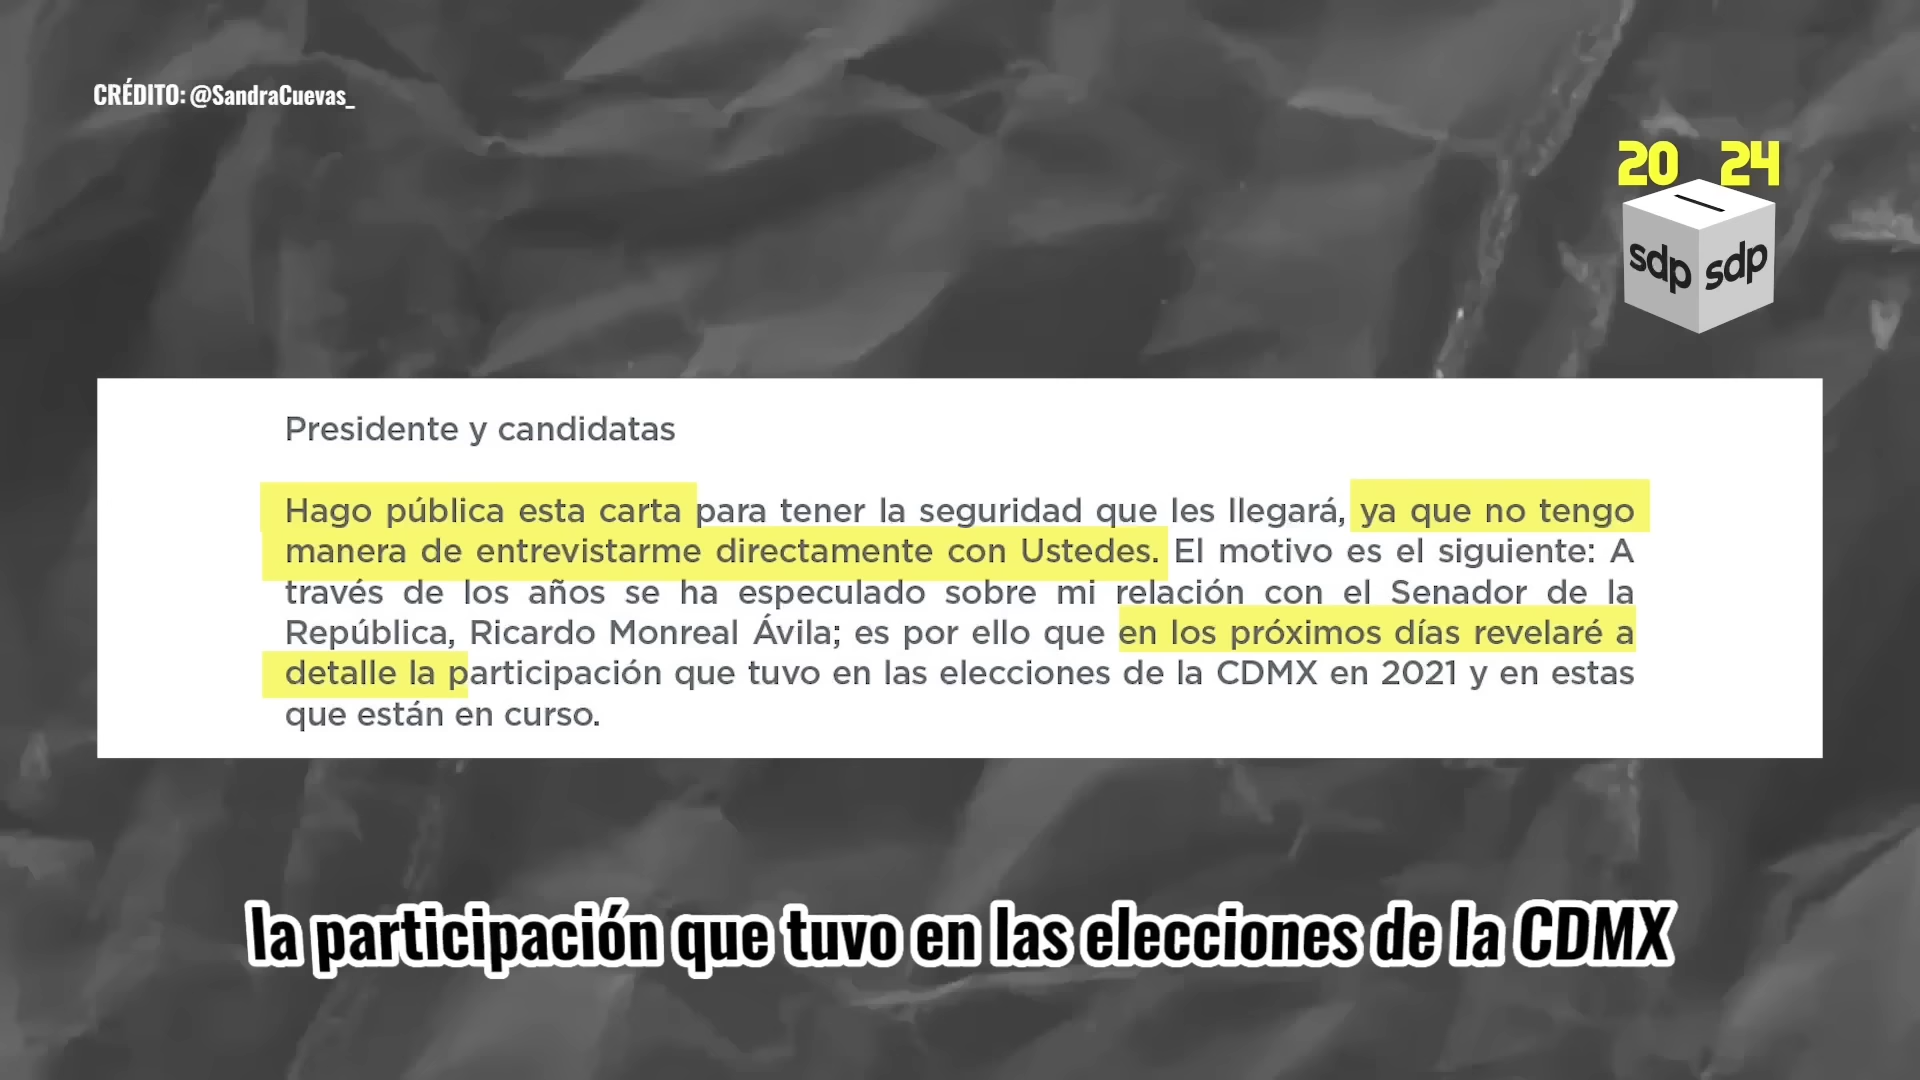 CRÉDITO: @SandraCuevas_
20 24
sdp sdp
Presidente y candidatas
Hago pública esta carta para tener la seguridad que les llegará, ya que no tengo
manera de entrevistarme directamente con Ustedes. El motivo es el siguiente: A
través de los años se ha especulado sobre mi relación con el Senador de la
República, Ricardo Monreal Ávila; es por ello que en los próximos días revelaré a
detalle la participación que tuvo en las elecciones de la CDMX en 2021 y en estas
que están en curso.
la participación que tuvo en las elecciones de la CDMX